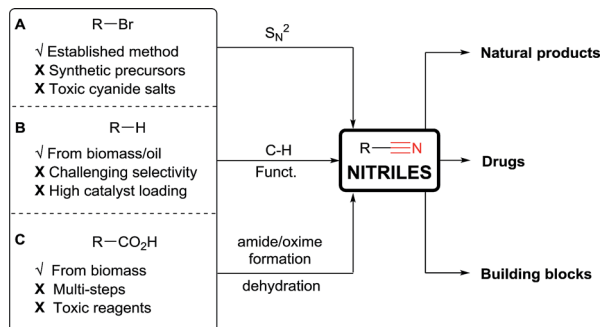 A
R—Br
√ Established method
X Synthetic precursors
X Toxic cyanide salts
B
R—H
√ From biomass/oil
X Challenging selectivity
X High catalyst loading
C
R—CO₂H
√ From biomass
X Multi-steps
X Toxic reagents
S_N²
C-H
Funct.
amide/oxime
formation
dehydration
R—≡N
NITRILES
Natural products
Drugs
Building blocks